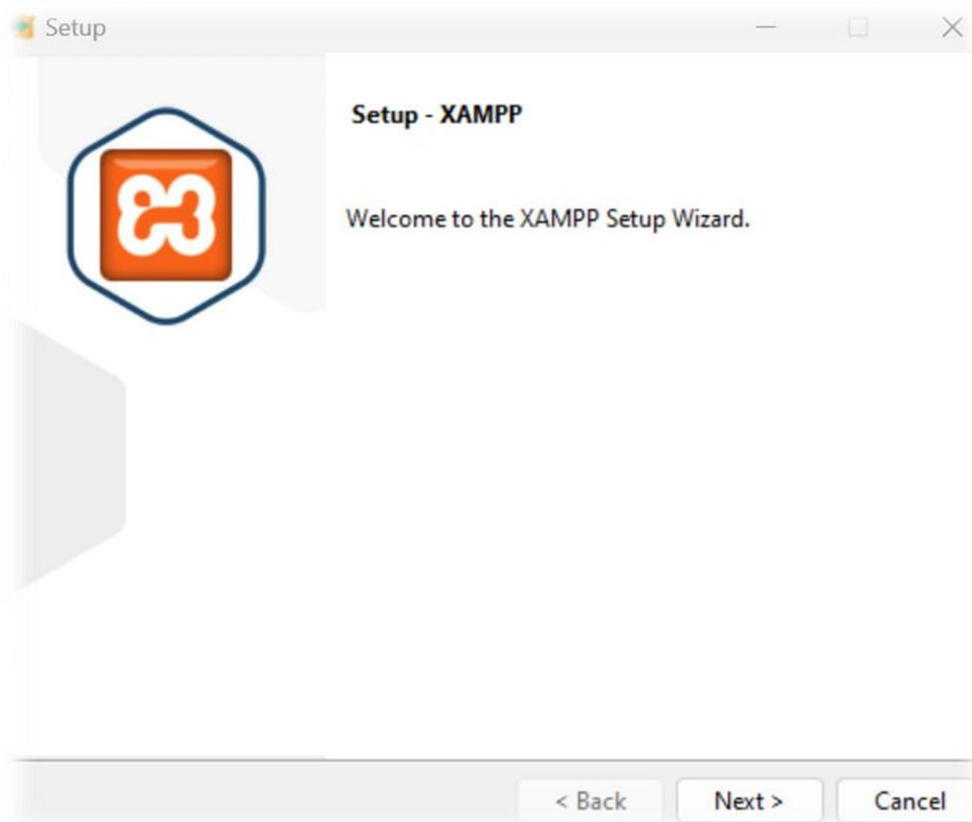 Setup
Setup - XAMPP
Welcome to the XAMPP Setup Wizard.
< Back Next > Cancel